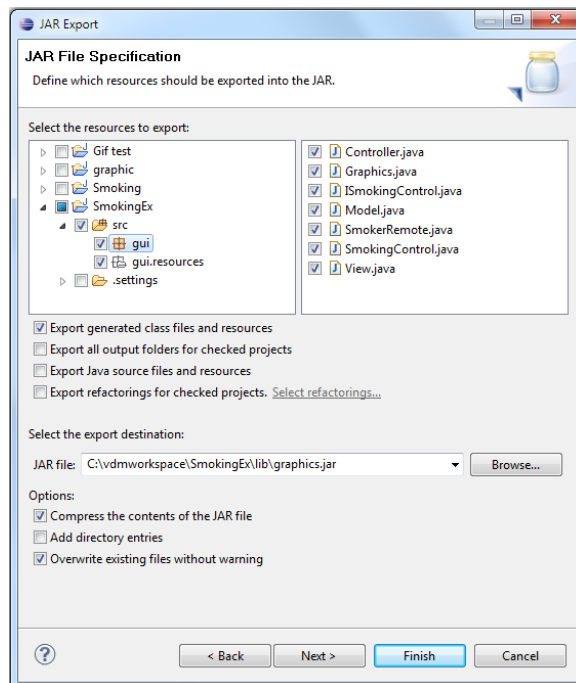 JAR Export
JAR File Specification
Define which resources should be exported into the JAR.
Select the resources to export:
Gif test
graphic
Smoking
SmokingEx
src
gui
gui.resources
.settings
Controller.java
Graphics.java
ISmokingControl.java
Model.java
SmokerRemote.java
SmokingControl.java
View.java
Export generated class files and resources
Export all output folders for checked projects
Export Java source files and resources
Export refactorings for checked projects. Select refactorings...
Select the export destination:
JAR file: C:\vdmworkspace\SmokingEx\lib\graphics.jar Browse...
Options:
Compress the contents of the JAR file
Add directory entries
Overwrite existing files without warning
? < Back Next > Finish Cancel